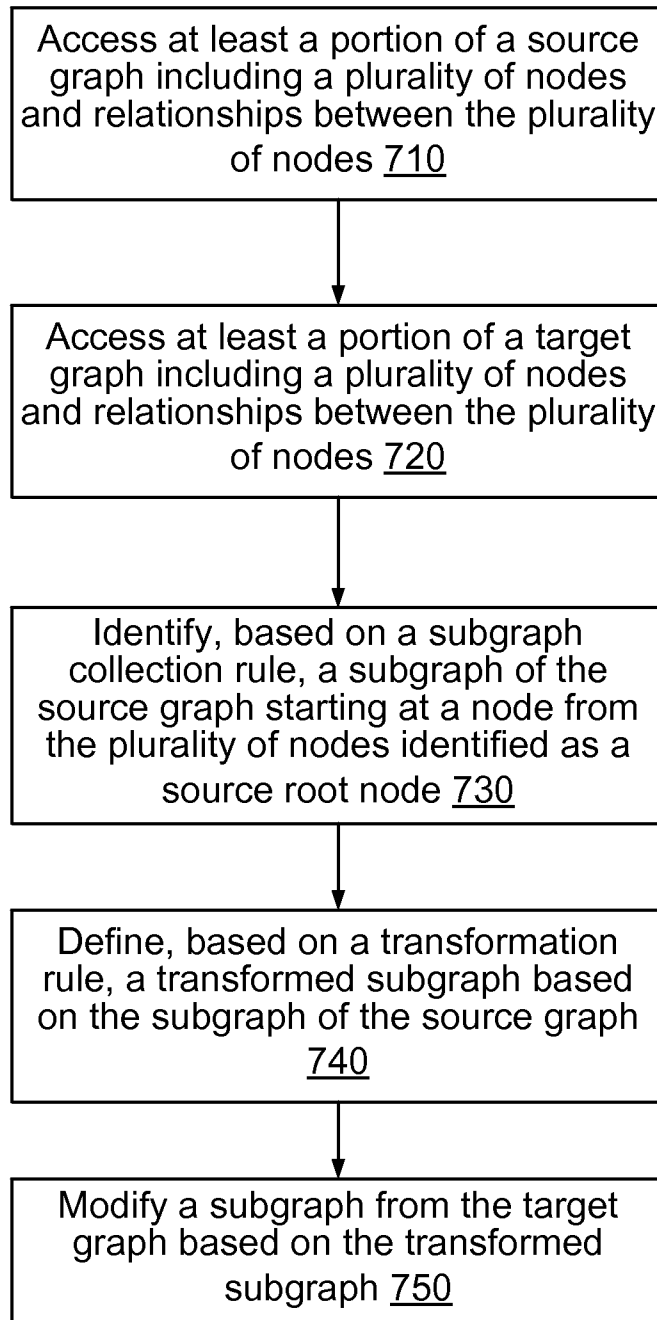 Access at least a portion of a source
graph including a plurality of nodes
and relationships between the plurality
of nodes 710
Access at least a portion of a target
graph including a plurality of nodes
and relationships between the plurality
of nodes 720
Identify, based on a subgraph
collection rule, a subgraph of the
source graph starting at a node from
the plurality of nodes identified as a
source root node 730
Define, based on a transformation
rule, a transformed subgraph based
on the subgraph of the source graph
740
Modify a subgraph from the target
graph based on the transformed
subgraph 750